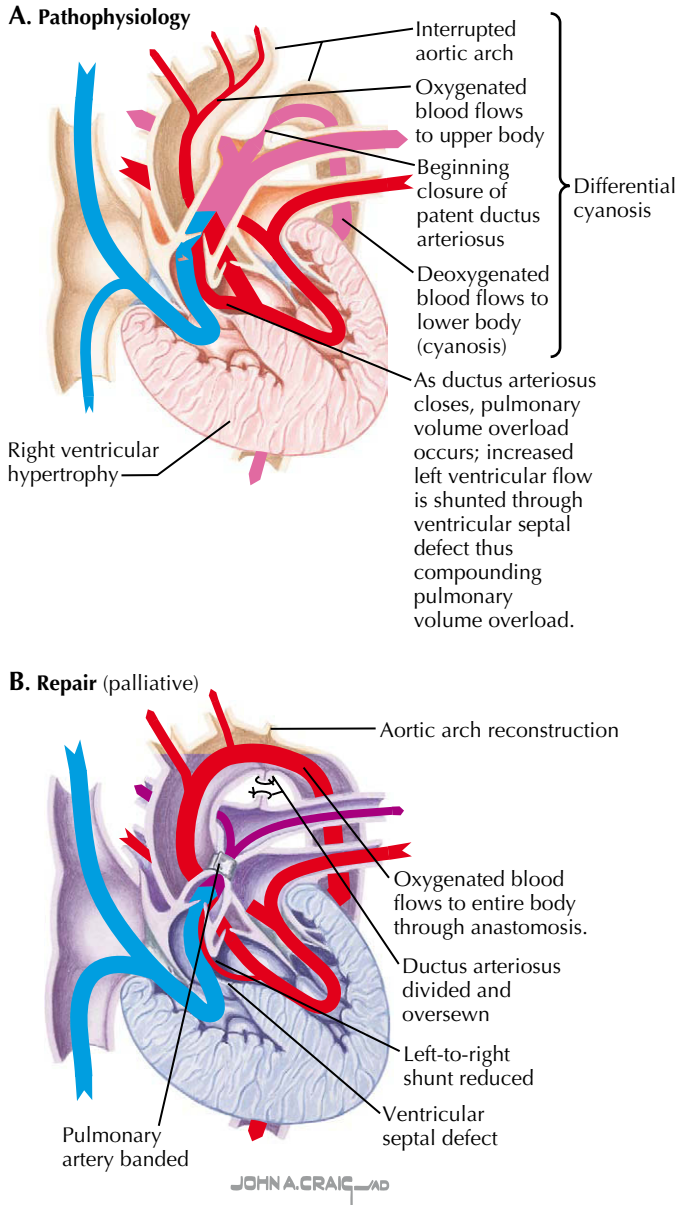 A. Pathophysiology
Interrupted
aortic arch
Oxygenated
blood flows
to upper body
Beginning
closure of
patent ductus
arteriosus
Differential
cyanosis
Deoxygenated
blood flows to
lower body
(cyanosis)
As ductus arteriosus
closes, pulmonary
volume overload
occurs; increased
left ventricular flow
is shunted through
ventricular septal
defect thus
compounding
pulmonary
volume overload.
Right ventricular
hypertrophy
B. Repair (palliative)
Aortic arch reconstruction
Oxygenated blood
flows to entire body
through anastomosis.
Ductus arteriosus
divided and
oversewn
Left-to-right
shunt reduced
Ventricular
septal defect
Pulmonary
artery banded
JOHN A. CRAIG AD